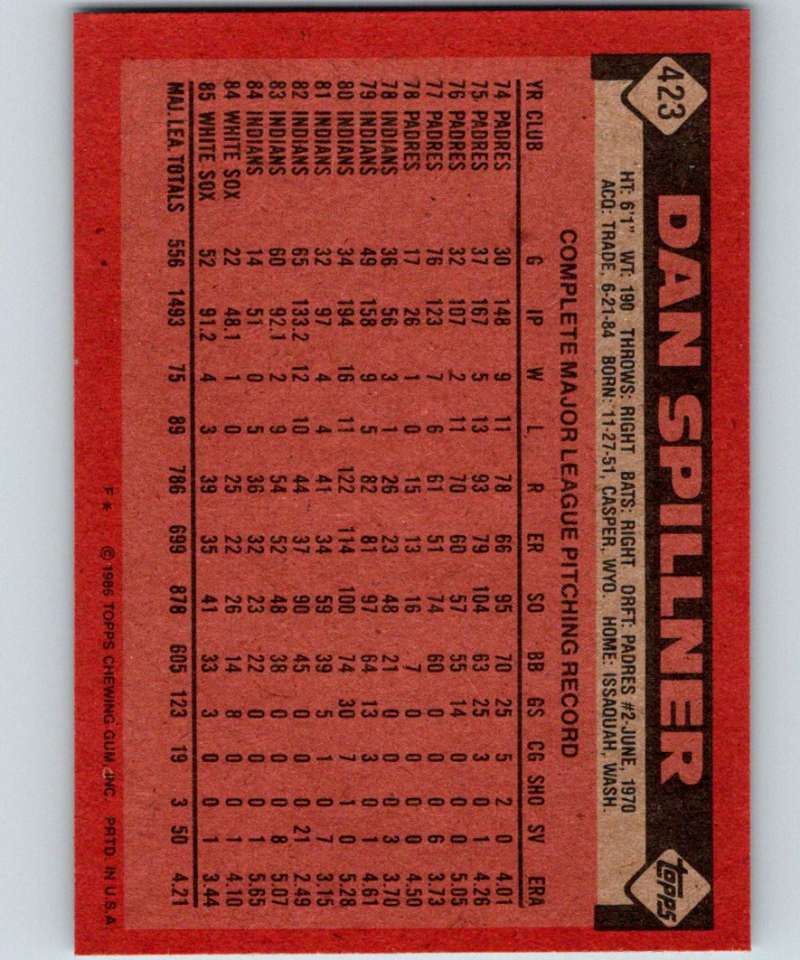 423
DAN SPILLNER
topps
HT: 6'1" WT: 190 THROWS: RIGHT BATS: RIGHT DRFT: PADRES #2-JUNE, 1970
ACQ: TRADE, 6-21-84 BORN: 11-27-51, CASPER, WYO. HOME: ISSAQUAH, WASH.
COMPLETE MAJOR LEAGUE PITCHING RECORD
YR CLUB G IP W L R ER SO BB GS CG SHO SV ERA
74 PADRES 30 148 9 11 78 66 95 70 25 5 2 0 4.01
75 PADRES 37 167 5 13 93 79 104 63 25 3 0 1 4.26
76 PADRES 32 107 2 11 70 60 57 55 14 0 0 0 5.05
77 PADRES 76 123 7 6 61 51 74 60 0 0 0 6 3.73
78 PADRES 17 26 1 0 15 13 16 7 0 0 0 0 4.50
78 INDIANS 36 56 3 1 26 23 48 21 0 0 0 3 3.70
79 INDIANS 49 158 9 5 82 81 97 64 13 3 0 1 4.61
80 INDIANS 34 194 16 11 122 114 100 74 30 7 1 0 5.28
81 INDIANS 32 97 4 4 41 34 59 39 5 1 0 7 3.15
82 INDIANS 65 133.2 12 10 44 37 90 45 0 0 0 21 2.49
83 INDIANS 60 92.1 2 9 54 52 48 38 0 0 0 8 5.07
84 INDIANS 14 51 0 5 36 32 23 22 0 0 1 5.65
84 WHITE SOX 22 48.1 1 0 25 22 26 14 8 0 0 1 4.10
85 WHITE SOX 52 91.2 4 3 39 35 41 33 3 0 0 1 3.44
MAJ. LEA. TOTALS 556 1493 75 89 786 699 878 605 123 19 3 50 4.21
F* © 1986 TOPPS CHEWING GUM, INC. PRTD. IN U.S.A.